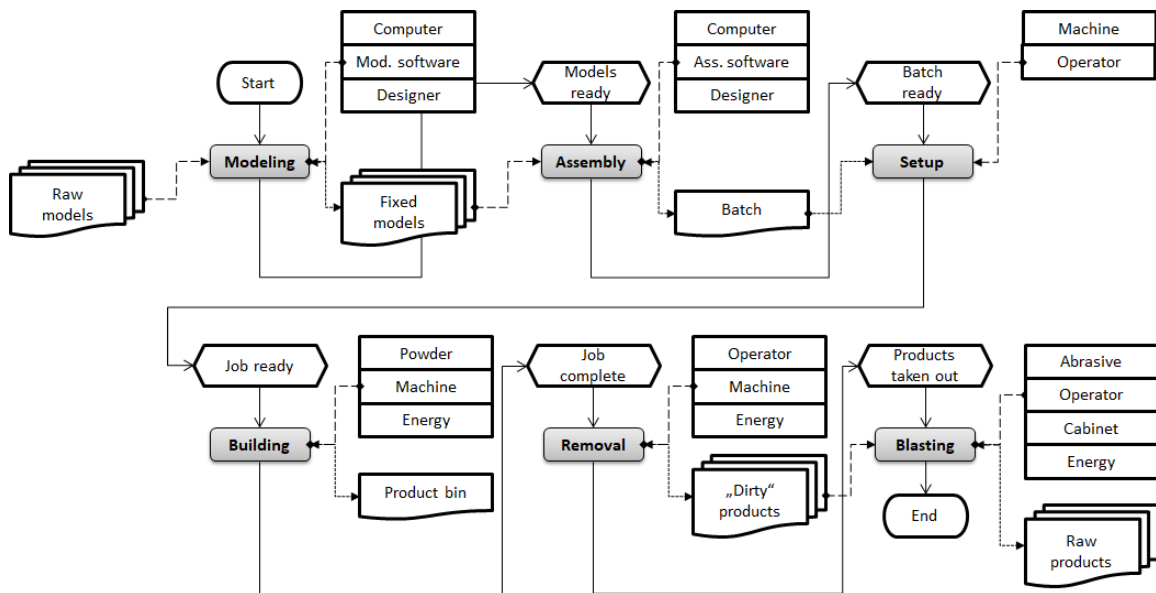 Start
Raw
models
Modeling
Computer
Mod. software
Designer
Fixed
models
Models
ready
Assembly
Computer
Ass. software
Designer
Batch
Batch
ready
Setup
Machine
Operator
Job ready
Building
Powder
Machine
Energy
Product bin
Job
complete
Removal
Operator
Machine
Energy
„Dirty“
products
Products
taken out
Blasting
End
Abrasive
Operator
Cabinet
Energy
Raw
products